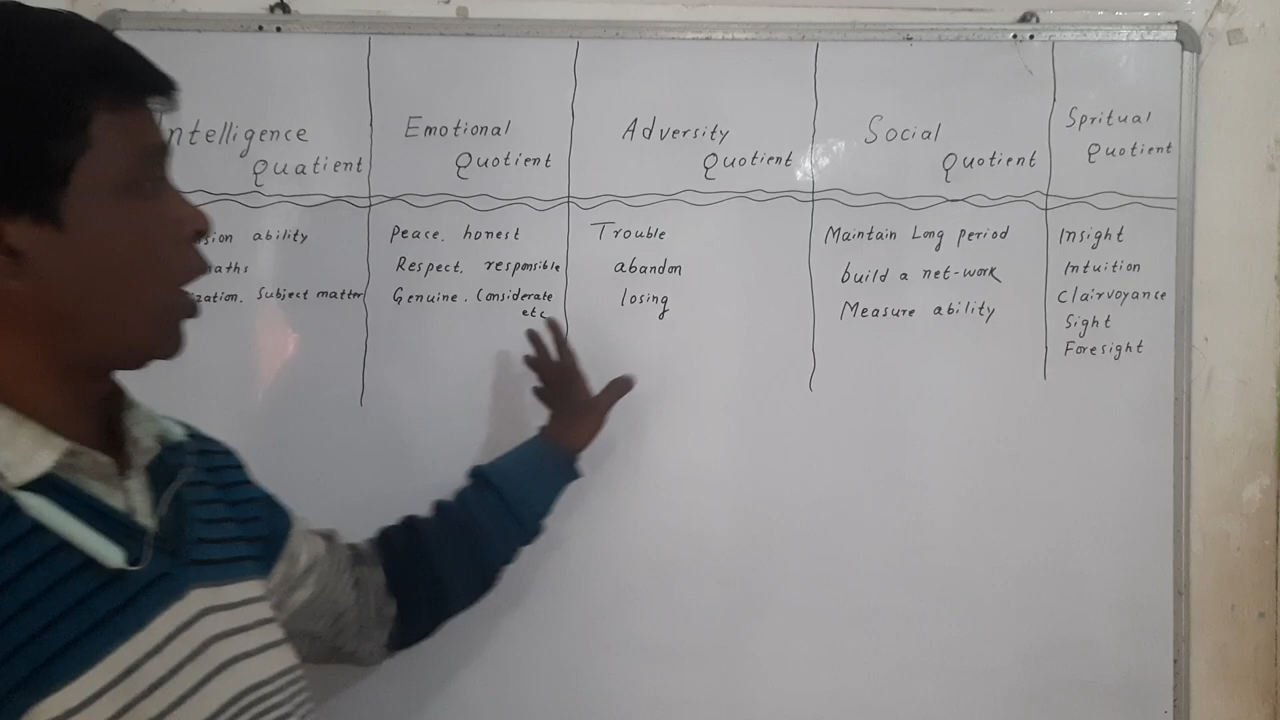 Intelligence
Quatient
ability
Subject matter
Emotional
Quotient
Peace. honest
Respect. responsible
Genuine. Considerate
etc
Adversity
Quotient
Trouble
abandon
losing
Social
Quotient
Maintain Long period
build a net-work
Measure ability
Spritual
Quotient
Insight
Intuition
Clairvoyance
Sight
Foresight